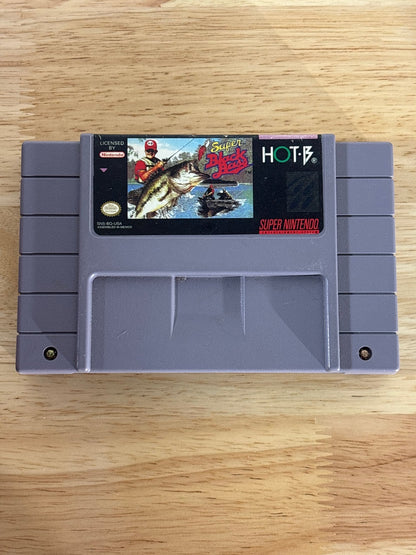 LICENSED
BY
Nintendo
Super
Black
Bass
HOT·B®
SNS-BO-USA
ASSEMBLED IN MEXICO
SUPER NINTENDO